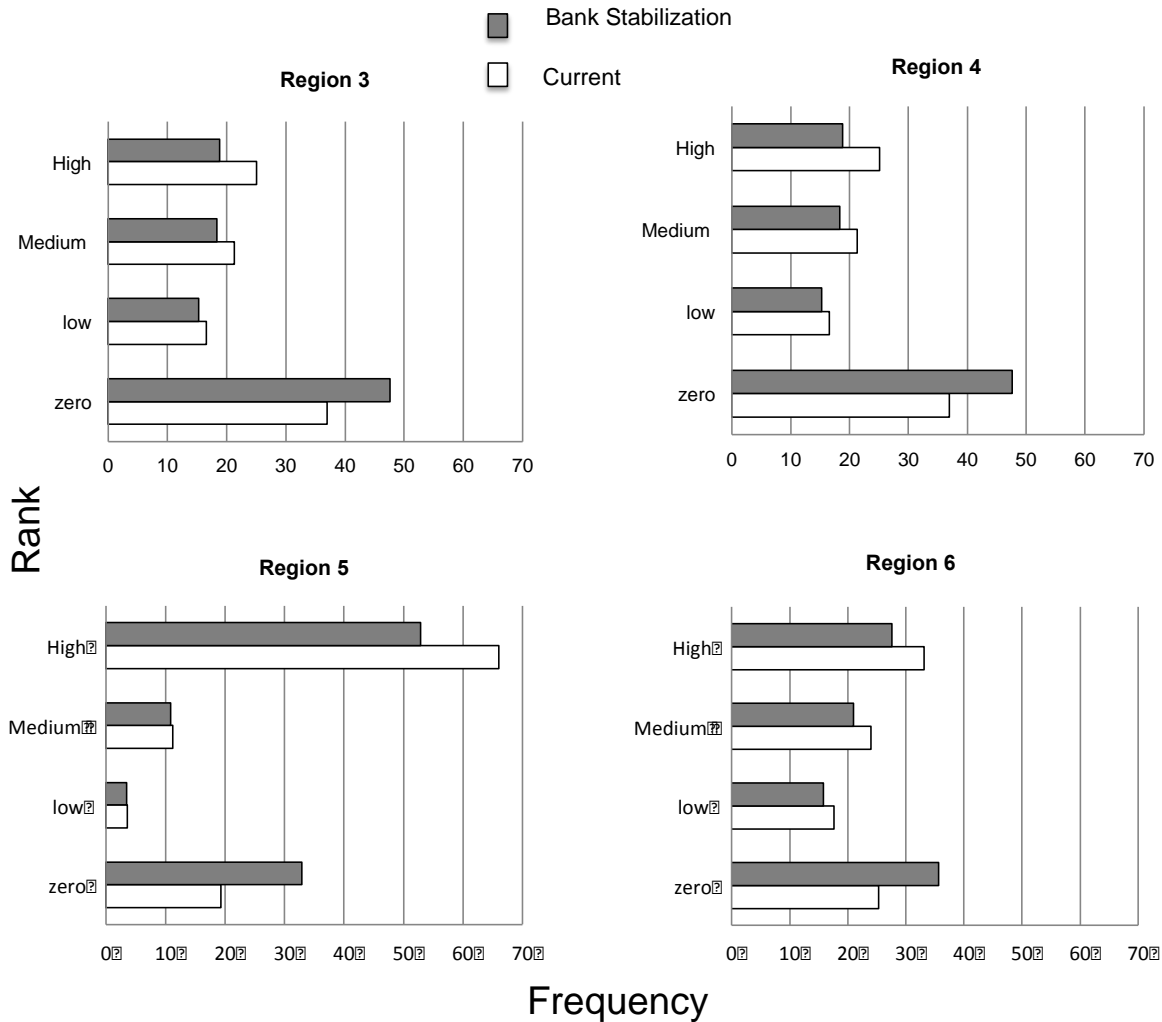 Bank Stabilization
Current
Region 3
High
Medium
low
zero
0 10 20 30 40 50 60 70
Region 4
High
Medium
low
zero
0 10 20 30 40 50 60 70
Rank
Region 5
High⍰
Medium⍰⍰
low⍰
zero⍰
0⍰ 10⍰ 20⍰ 30⍰ 40⍰ 50⍰ 60⍰ 70⍰
Region 6
High⍰
Medium⍰⍰
low⍰
zero⍰
0⍰ 10⍰ 20⍰ 30⍰ 40⍰ 50⍰ 60⍰ 70⍰
Frequency